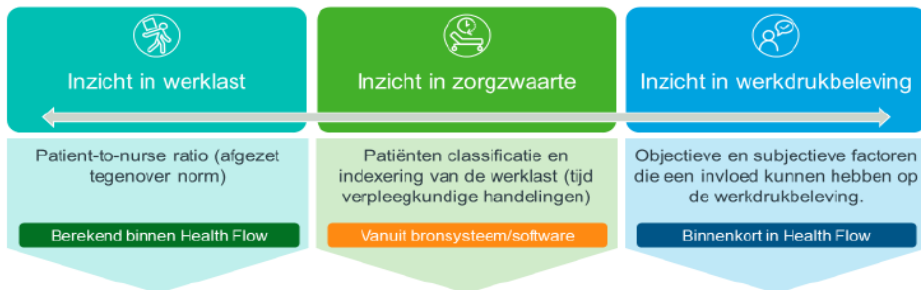 Inzicht in werklast
Patient-to-nurse ratio (afgezet
tegenover norm)
Berekend binnen Health Flow
Inzicht in zorgzwaarte
Patiënten classificatie en
indexering van de werklast (tijd
verpleegkundige handelingen)
Vanuit bronsysteem/software
Inzicht in werkdrukbeleving
Objectieve en subjectieve factoren
die een invloed kunnen hebben op
de werkdrukbeleving.
Binnenkort in Health Flow